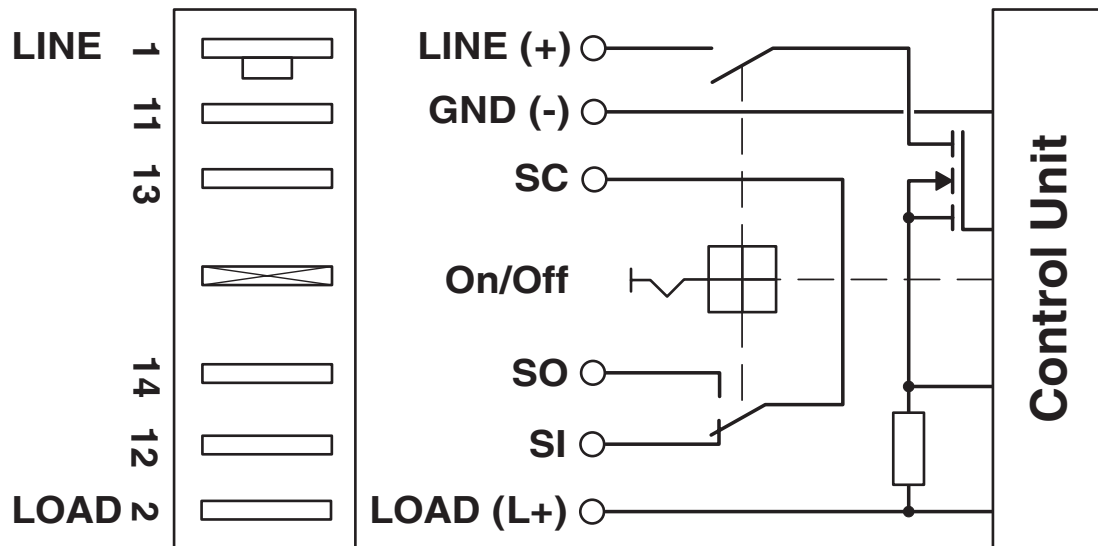 LINE 1 LINE (+)
11 GND (-)
13 SC
On/Off
14 SO
12 SI
LOAD 2 LOAD (L+)
Control Unit